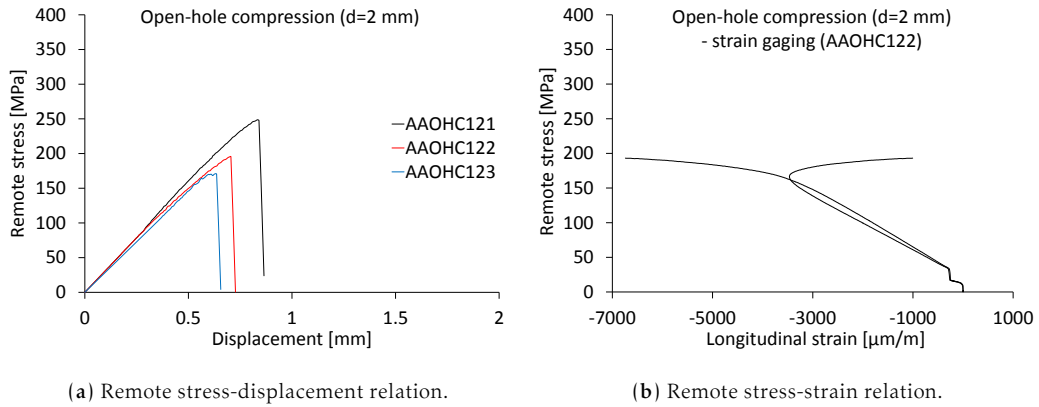 Open-hole compression (d=2 mm)
400
350
300
250
200
150
100
50
0
Remote stress [MPa]
AAOHC121
AAOHC122
AAOHC123
0 0.5 1 1.5 2
Displacement [mm]
(a) Remote stress-displacement relation.
Open-hole compression (d=2 mm)
- strain gaging (AAOHC122)
400
350
300
250
200
150
100
50
0
Remote stress [MPa]
-7000 -5000 -3000 -1000 1000
Longitudinal strain [µm/m]
(b) Remote stress-strain relation.